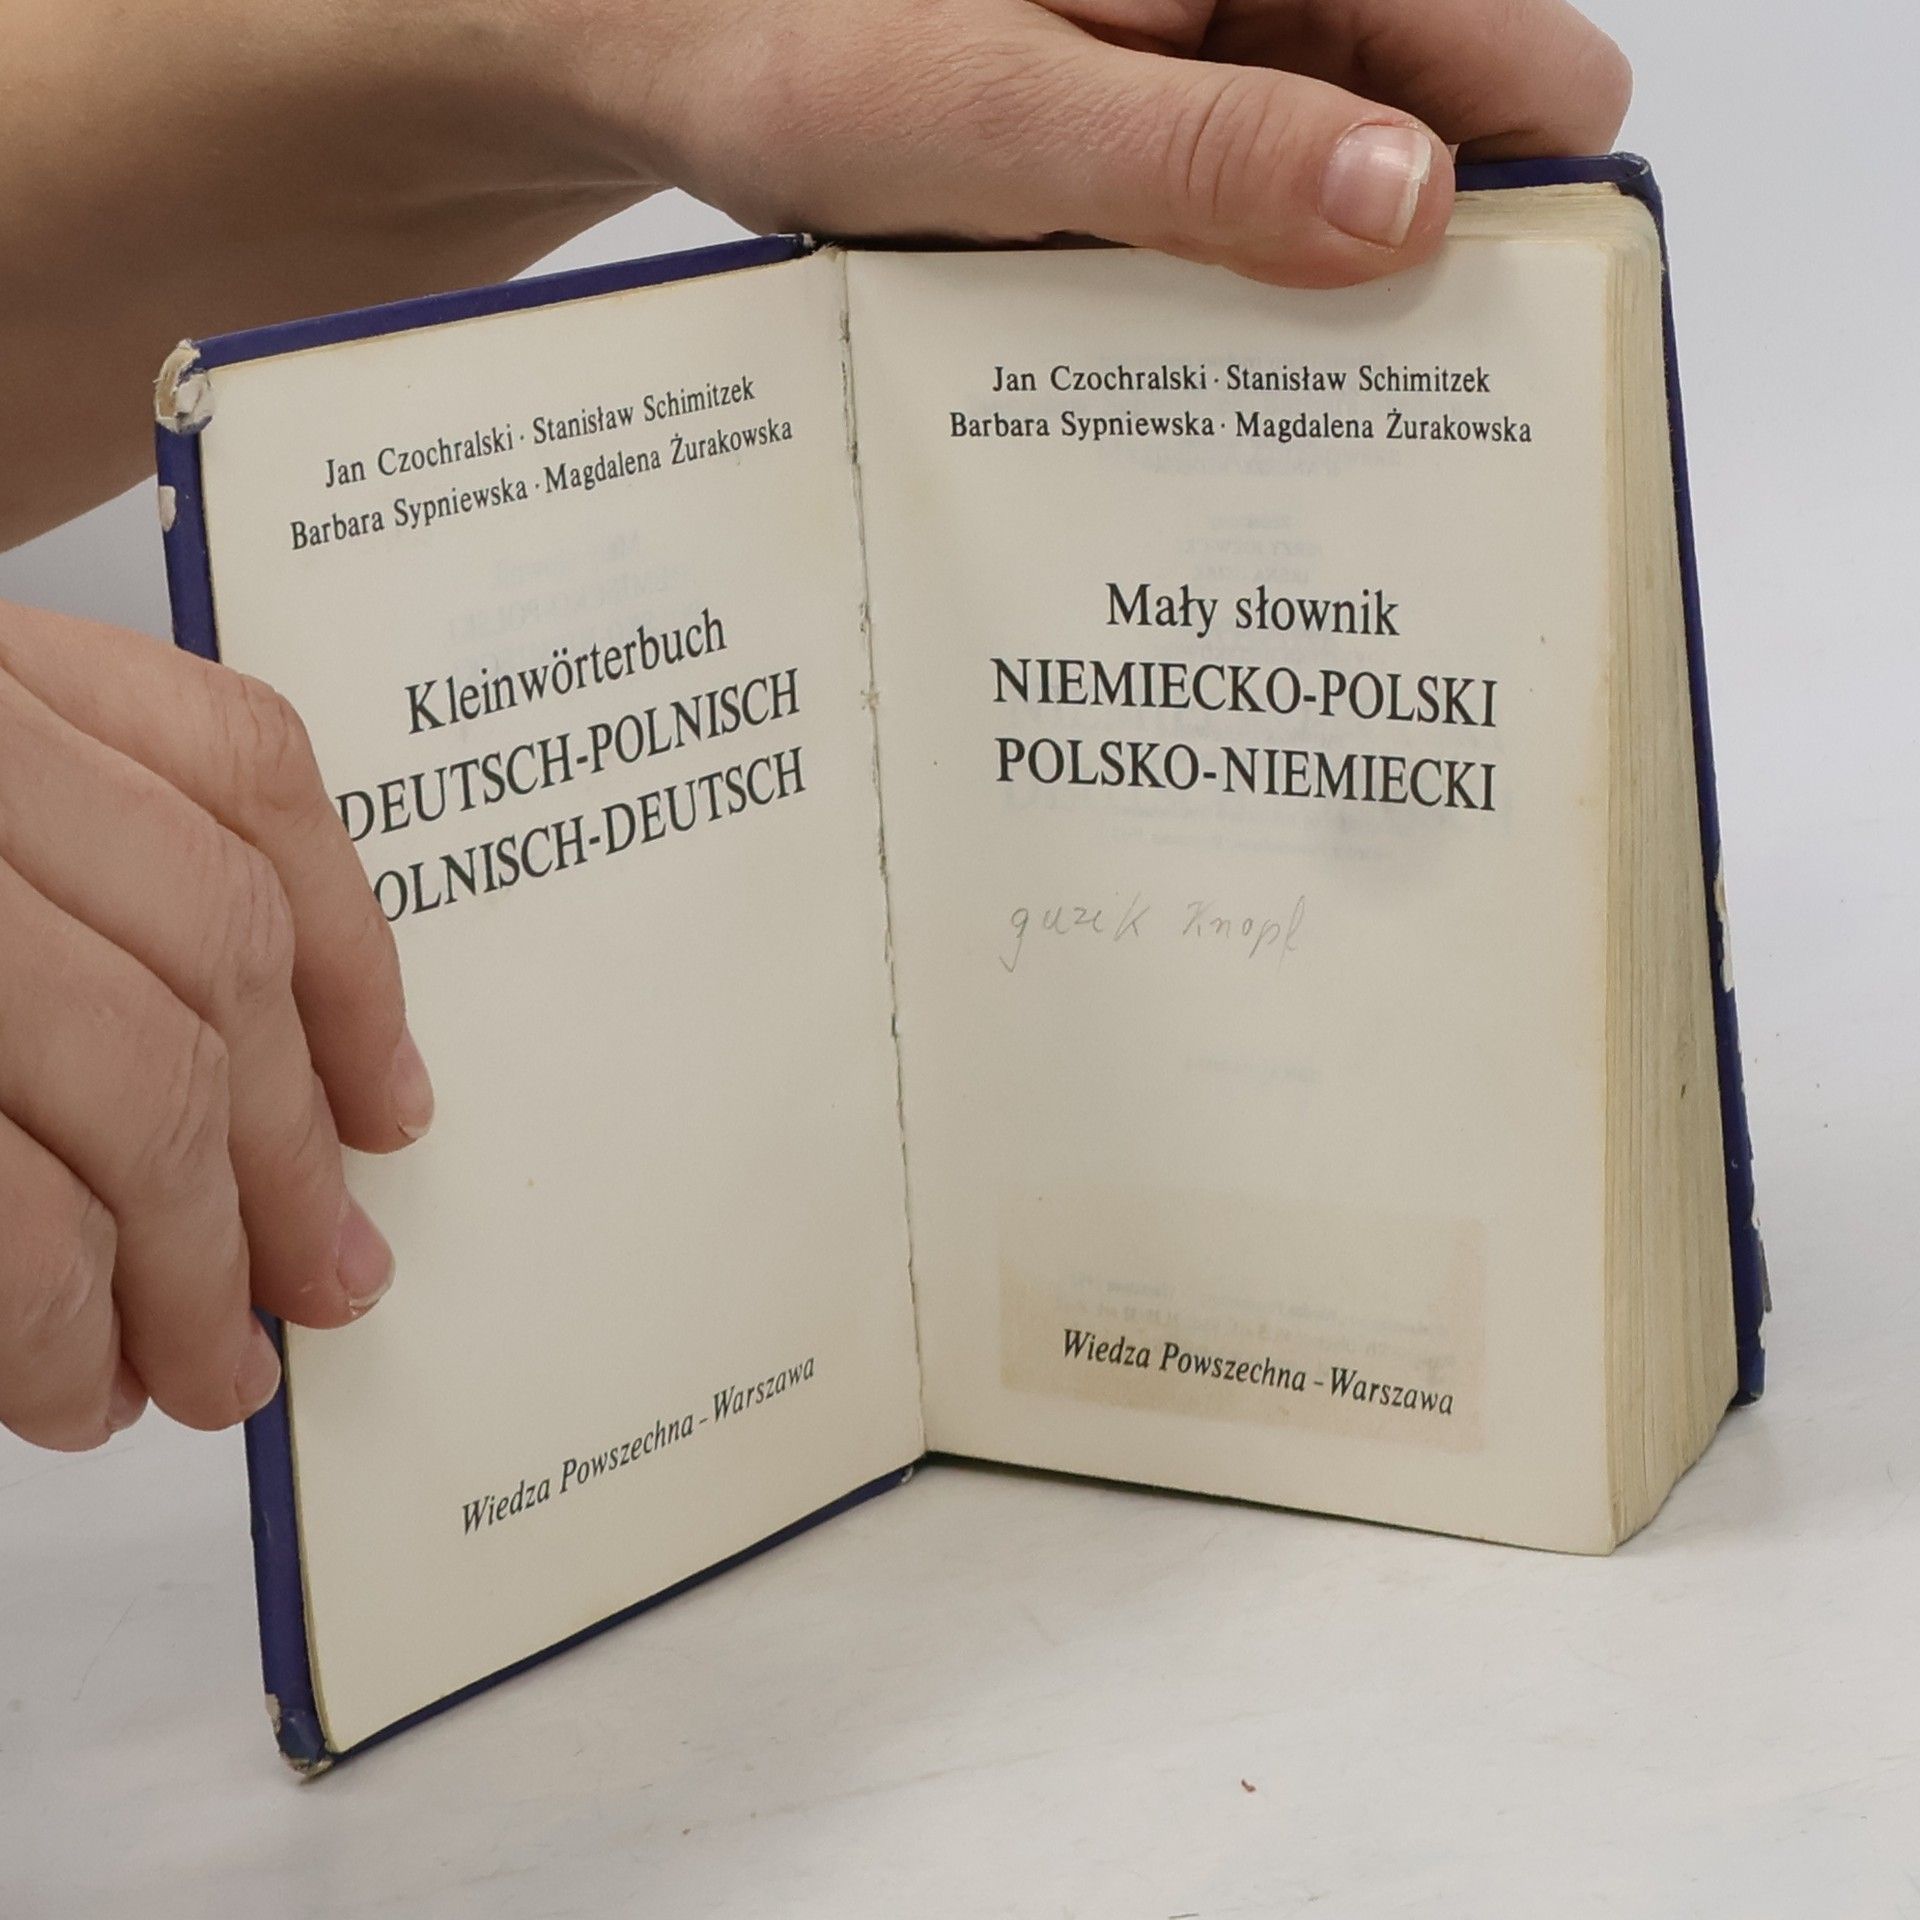 Jan Czochralski · Stanisław Schimitzek
Barbara Sypniewska · Magdalena Żurakowska
Kleinwörterbuch
DEUTSCH-POLNISCH
OLNISCH-DEUTSCH
Wiedza Powszechna – Warszawa
Jan Czochralski · Stanisław Schimitzek
Barbara Sypniewska · Magdalena Żurakowska
Mały słownik
NIEMIECKO-POLSKI
POLSKO-NIEMIECKI
guzik Knopf
Wiedza Powszechna – Warszawa